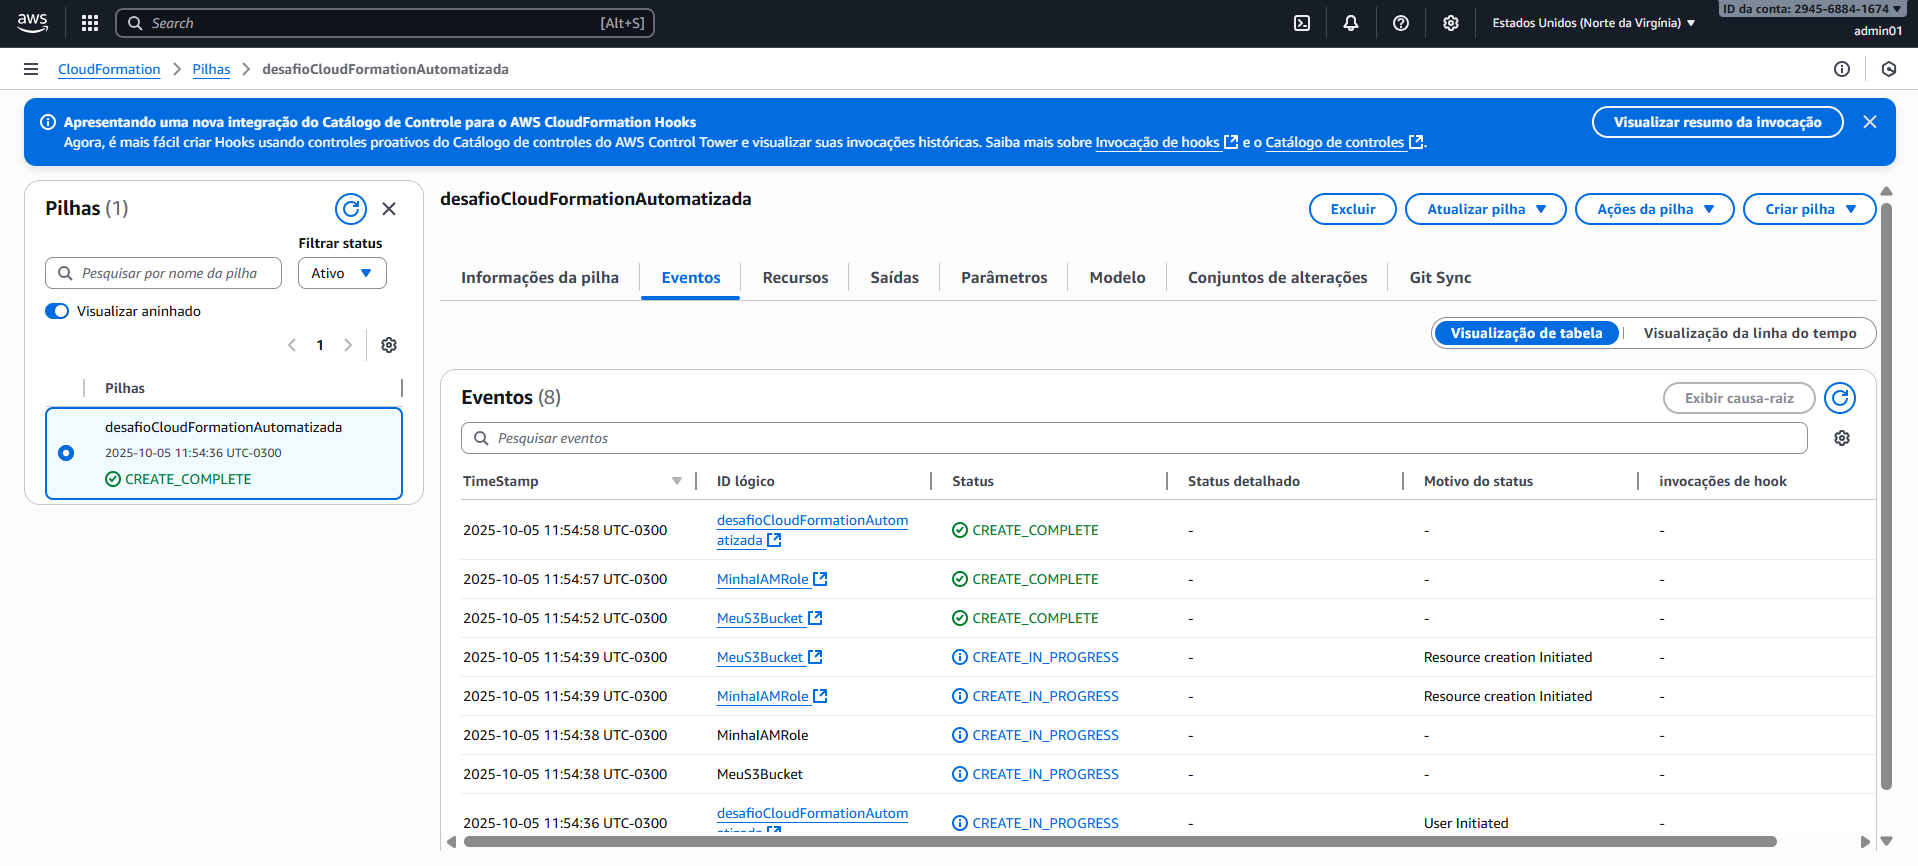 aws
Search
[Alt+S]
Estados Unidos (Norte da Virgínia)
ID da conta: 2945-6884-1674
admin01
CloudFormation
Pilhas
desafioCloudFormationAutomatizada
Apresentando uma nova integração do Catálogo de Controle para o AWS CloudFormation Hooks
Agora, é mais fácil criar Hooks usando controles proativos do Catálogo de controles do AWS Control Tower e visualizar suas invocações históricas. Saiba mais sobre Invocação de hooks e o Catálogo de controles.
Visualizar resumo da invocação
Pilhas (1)
Filtrar status
Pesquisar por nome da pilha
Ativo
Visualizar aninhado
1
Pilhas
desafioCloudFormationAutomatizada
2025-10-05 11:54:36 UTC-0300
CREATE_COMPLETE
desafioCloudFormationAutomatizada
Excluir
Atualizar pilha
Ações da pilha
Criar pilha
Informações da pilha
Eventos
Recursos
Saídas
Parâmetros
Modelo
Conjuntos de alterações
Git Sync
Visualização de tabela
Visualização da linha do tempo
Eventos (8)
Exibir causa-raiz
Pesquisar eventos
TimeStamp ID lógico Status Status detalhado Motivo do status invocações de hook
2025-10-05 11:54:58 UTC-0300 desafioCloudFormationAutom
atizada CREATE_COMPLETE - - -
2025-10-05 11:54:57 UTC-0300 MinhaIAMRole CREATE_COMPLETE - - -
2025-10-05 11:54:52 UTC-0300 MeuS3Bucket CREATE_COMPLETE - - -
2025-10-05 11:54:39 UTC-0300 MeuS3Bucket CREATE_IN_PROGRESS - Resource creation Initiated -
2025-10-05 11:54:39 UTC-0300 MinhaIAMRole CREATE_IN_PROGRESS - Resource creation Initiated -
2025-10-05 11:54:38 UTC-0300 MinhaIAMRole CREATE_IN_PROGRESS - - -
2025-10-05 11:54:38 UTC-0300 MeuS3Bucket CREATE_IN_PROGRESS - - -
2025-10-05 11:54:36 UTC-0300 desafioCloudFormationAutom
atizada CREATE_IN_PROGRESS - User Initiated -